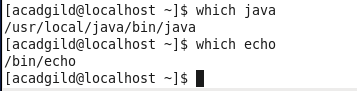 [acadgild@localhost ~]$ which java
/usr/local/java/bin/java
[acadgild@localhost ~]$ which echo
/bin/echo
[acadgild@localhost ~]$